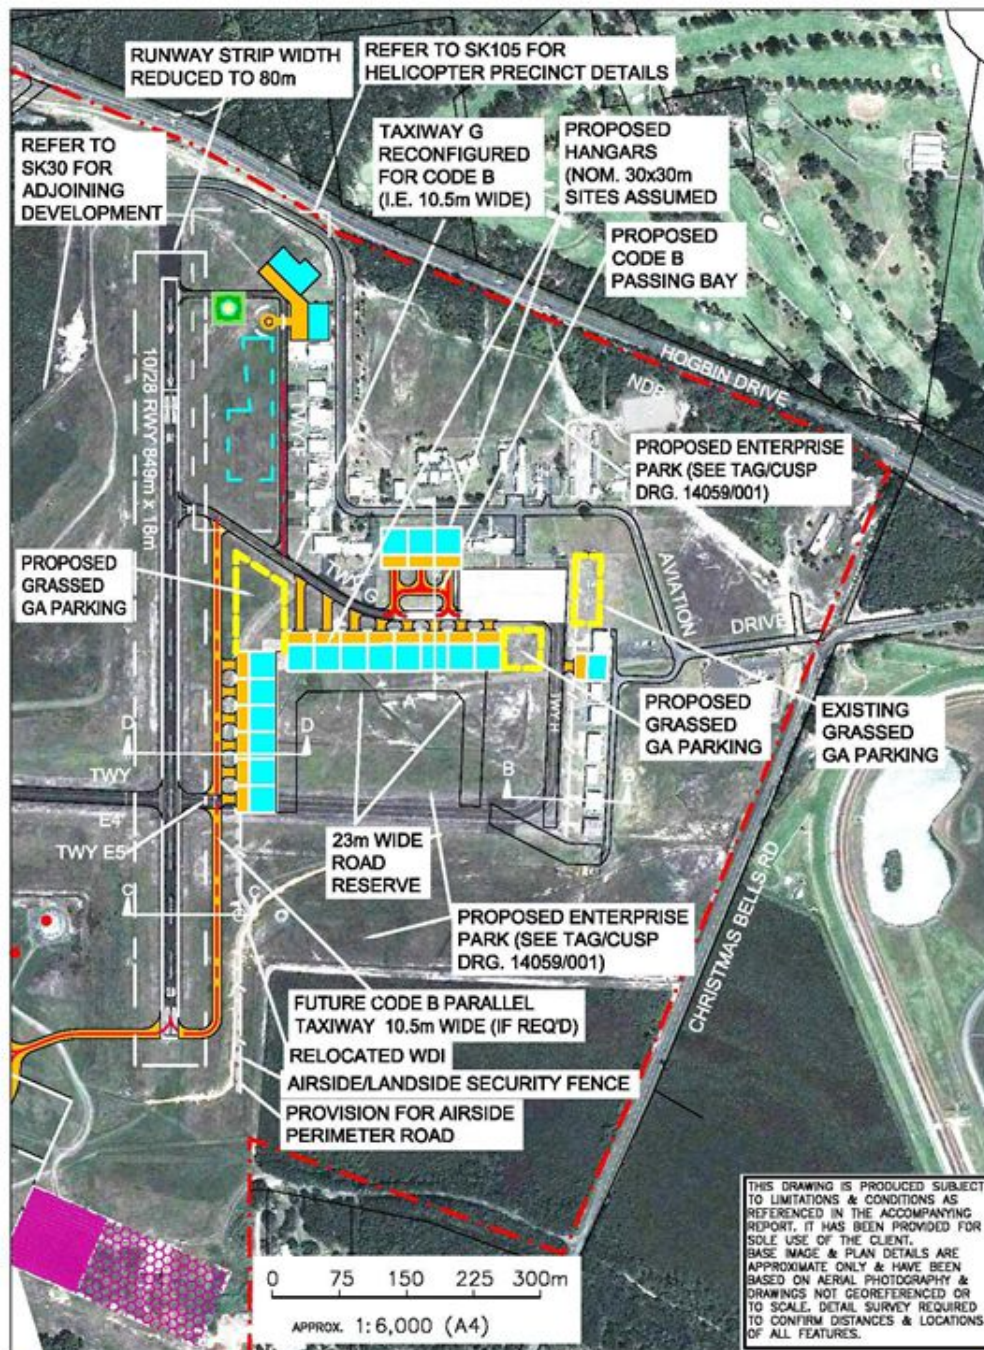 RUNWAY STRIP WIDTH
REDUCED TO 80m
REFER TO SK105 FOR
HELICOPTER PRECINCT DETAILS
REFER TO
SK30 FOR
ADJOINING
DEVELOPMENT
TAXIWAY G
RECONFIGURED
FOR CODE B
(I.E. 10.5m WIDE)
PROPOSED
HANGARS
(NOM. 30x30m
SITES ASSUMED
PROPOSED
CODE B
PASSING BAY
HOGBIN DRIVE
NDB
10/28 RWY 849m x 18m
TWY F
PROPOSED ENTERPRISE
PARK (SEE TAG/CUSP
DRG. 14059/001)
PROPOSED
GRASSED
GA PARKING
TWY G
A
AVIATION
DRIVE
TWY H
A
PROPOSED
GRASSED
GA PARKING
EXISTING
GRASSED
GA PARKING
D
D
TWY
E4
B
B
TWY E5
23m WIDE
ROAD
RESERVE
C
C
PROPOSED ENTERPRISE
PARK (SEE TAG/CUSP
DRG. 14059/001)
CHRISTMAS BELLS RD
FUTURE CODE B PARALLEL
TAXIWAY 10.5m WIDE (IF REQ'D)
RELOCATED WDI
AIRSIDE/LANDSIDE SECURITY FENCE
PROVISION FOR AIRSIDE
PERIMETER ROAD
0 75 150 225 300m
APPROX. 1:6,000 (A4)
THIS DRAWING IS PRODUCED SUBJECT
TO LIMITATIONS & CONDITIONS AS
REFERENCED IN THE ACCOMPANYING
REPORT. IT HAS BEEN PROVIDED FOR
SOLE USE OF THE CLIENT.
BASE IMAGE & PLAN DETAILS ARE
APPROXIMATE ONLY & HAVE BEEN
BASED ON AERIAL PHOTOGRAPHY &
DRAWINGS NOT GEOREFERENCED OR
TO SCALE. DETAIL SURVEY REQUIRED
TO CONFIRM DISTANCES & LOCATIONS
OF ALL FEATURES.